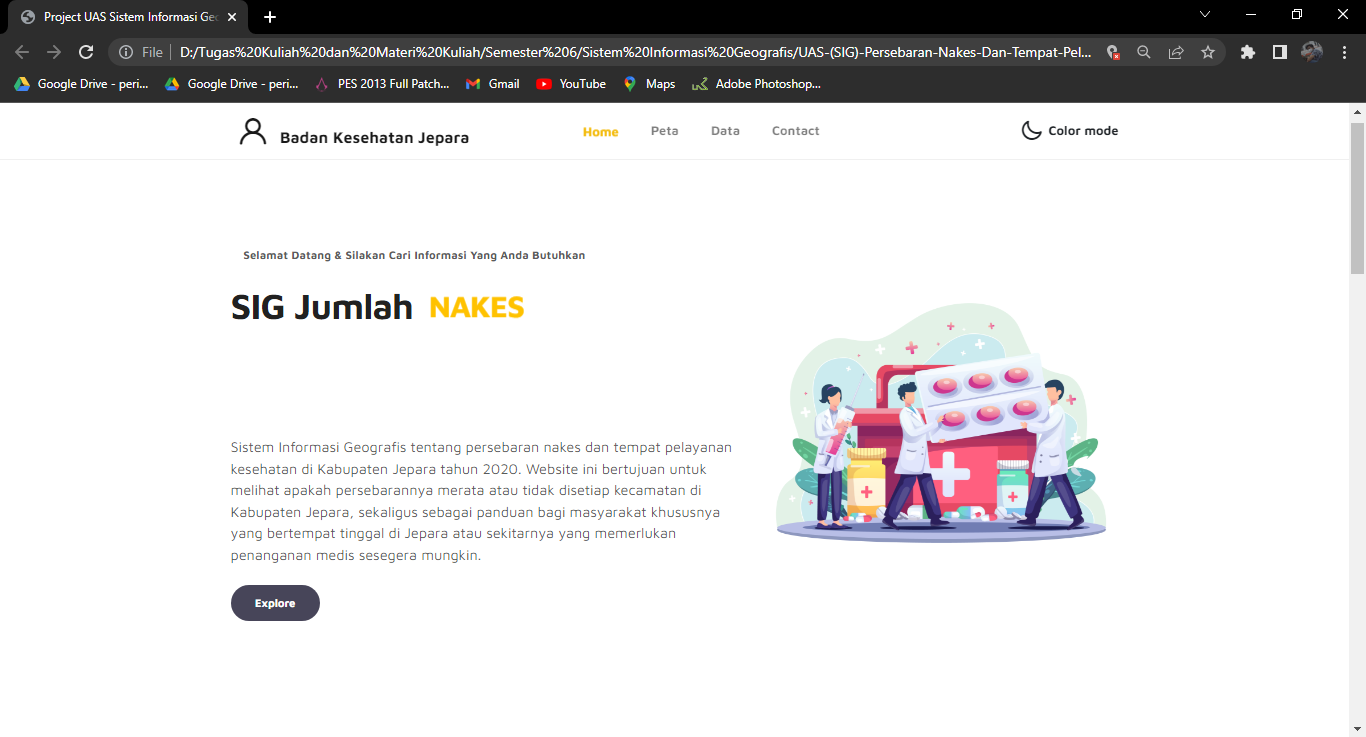 Project UAS Sistem Informasi Geo
File
D:/Tugas%20Kuliah%20dan%20Materi%20Kuliah/Semester%206/Sistem%20Informasi%20Geografis/UAS-(SIG)-Persebaran-Nakes-Dan-Tempat-Pel...
Google Drive - peri... Google Drive - peri... PES 2013 Full Patch... Gmail YouTube Maps Adobe Photoshop...
Badan Kesehatan Jepara Home Peta Data Contact Color mode
Selamat Datang & Silakan Cari Informasi Yang Anda Butuhkan
SIG Jumlah NAKES
Sistem Informasi Geografis tentang persebaran nakes dan tempat pelayanan
kesehatan di Kabupaten Jepara tahun 2020. Website ini bertujuan untuk
melihat apakah persebarannya merata atau tidak disetiap kecamatan di
Kabupaten Jepara, sekaligus sebagai panduan bagi masyarakat khususnya
yang bertempat tinggal di Jepara atau sekitarnya yang memerlukan
penanganan medis sesegera mungkin.
Explore